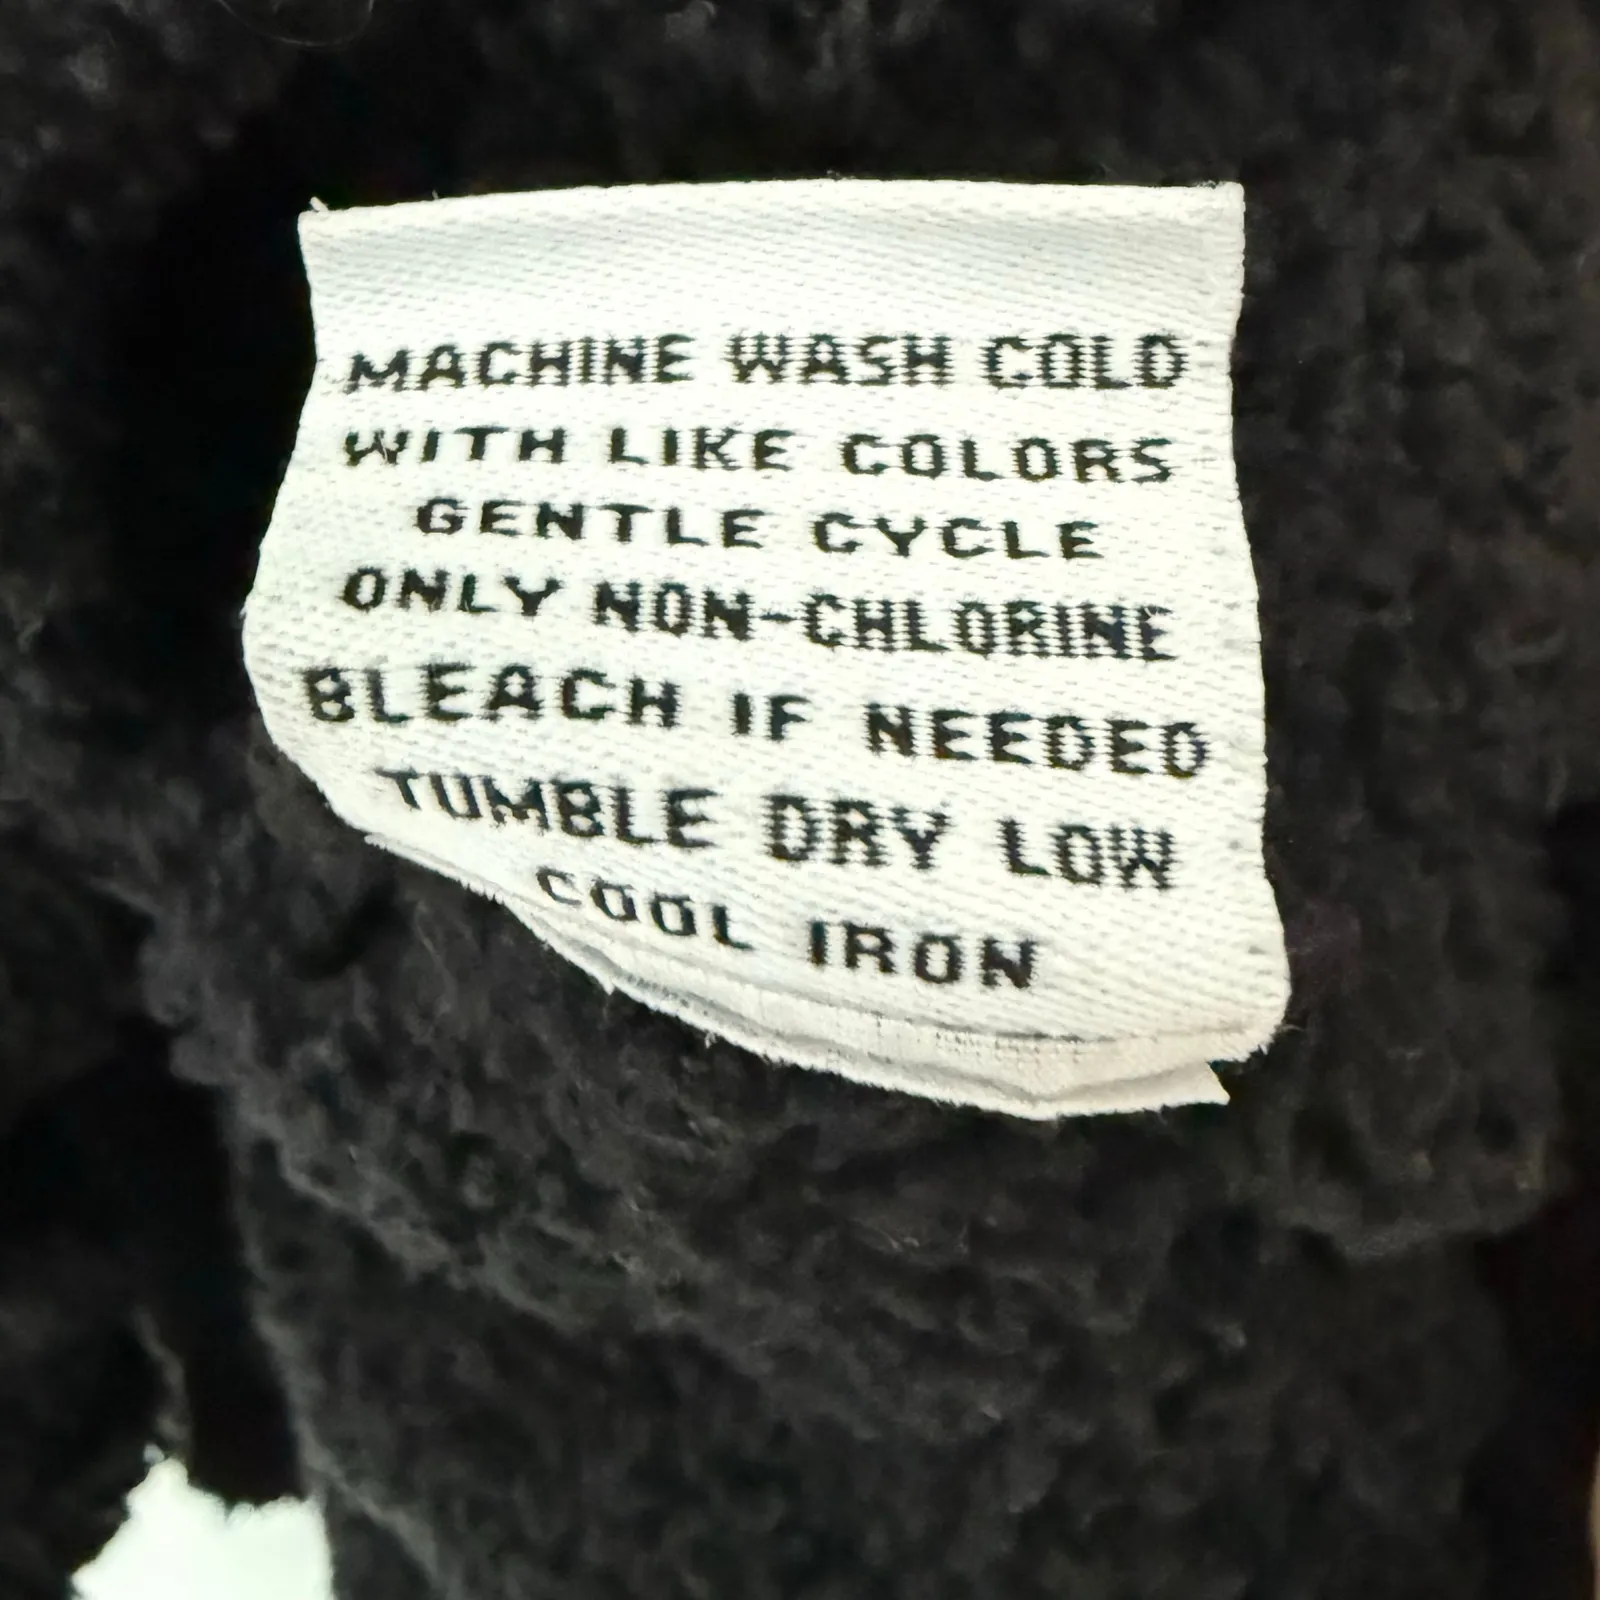 MACHINE WASH COLD
WITH LIKE COLORS
GENTLE CYCLE
ONLY NON-CHLORINE
BLEACH IF NEEDED
TUMBLE DRY LOW
COOL IRON